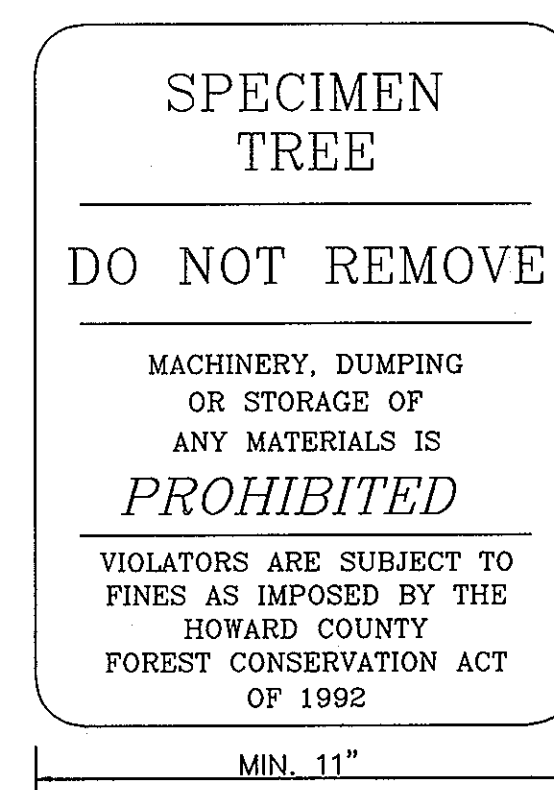 SPECIMEN
TREE
DO NOT REMOVE
MACHINERY, DUMPING
OR STORAGE OF
ANY MATERIALS IS
PROHIBITED
VIOLATORS ARE SUBJECT TO
FINES AS IMPOSED BY THE
HOWARD COUNTY
FOREST CONSERVATION ACT
OF 1992
MIN. 11"